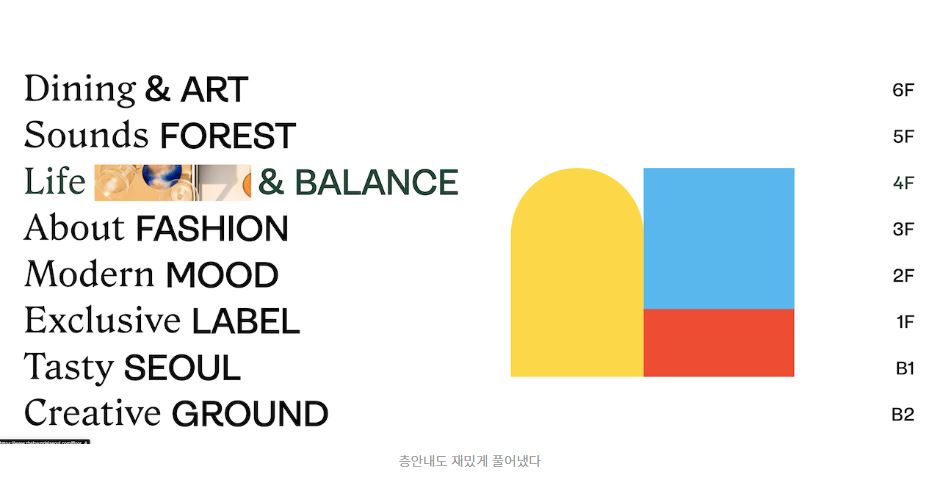 Dining & ART 6F
Sounds FOREST 5F
Life & BALANCE 4F
About FASHION 3F
Modern MOOD 2F
Exclusive LABEL 1F
Tasty SEOUL B1
Creative GROUND B2
층안내도 재밌게 풀어냈다